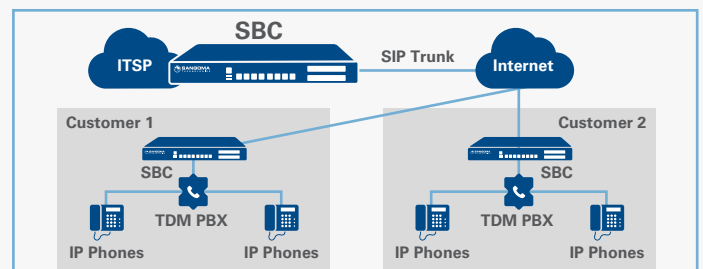 SBC
ITSP
SANGOMA
SIP Trunk
Internet
Customer 1
SBC
TDM PBX
IP Phones
IP Phones
Customer 2
SBC
TDM PBX
IP Phones
IP Phones